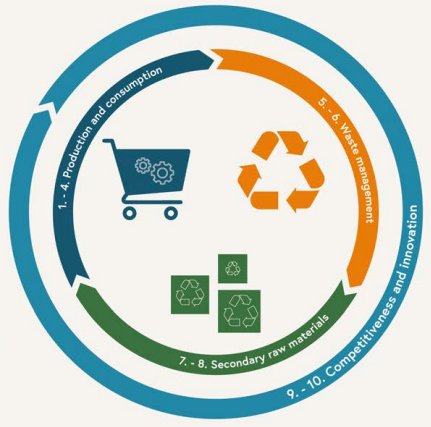 1. - 4. Production and consumption
5. - 6. Waste management
7. - 8. Secondary raw materials
9. - 10. Competitiveness and innovation